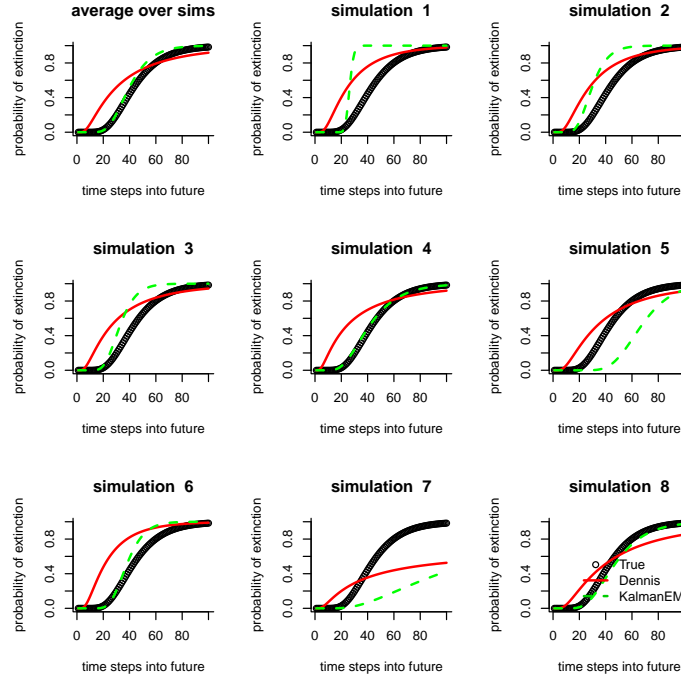 average over sims
probability of extinction
0.0 0.4 0.8
0 20 40 60 80
time steps into future
simulation 1
probability of extinction
0.0 0.4 0.8
0 20 40 60 80
time steps into future
simulation 2
probability of extinction
0.0 0.4 0.8
0 20 40 60 80
time steps into future
simulation 3
probability of extinction
0.0 0.4 0.8
0 20 40 60 80
time steps into future
simulation 4
probability of extinction
0.0 0.4 0.8
0 20 40 60 80
time steps into future
simulation 5
probability of extinction
0.0 0.4 0.8
0 20 40 60 80
time steps into future
simulation 6
probability of extinction
0.0 0.4 0.8
0 20 40 60 80
time steps into future
simulation 7
probability of extinction
0.0 0.4 0.8
0 20 40 60 80
time steps into future
simulation 8
probability of extinction
0.0 0.4 0.8
True
Dennis
KalmanEM
0 20 40 60 80
time steps into future